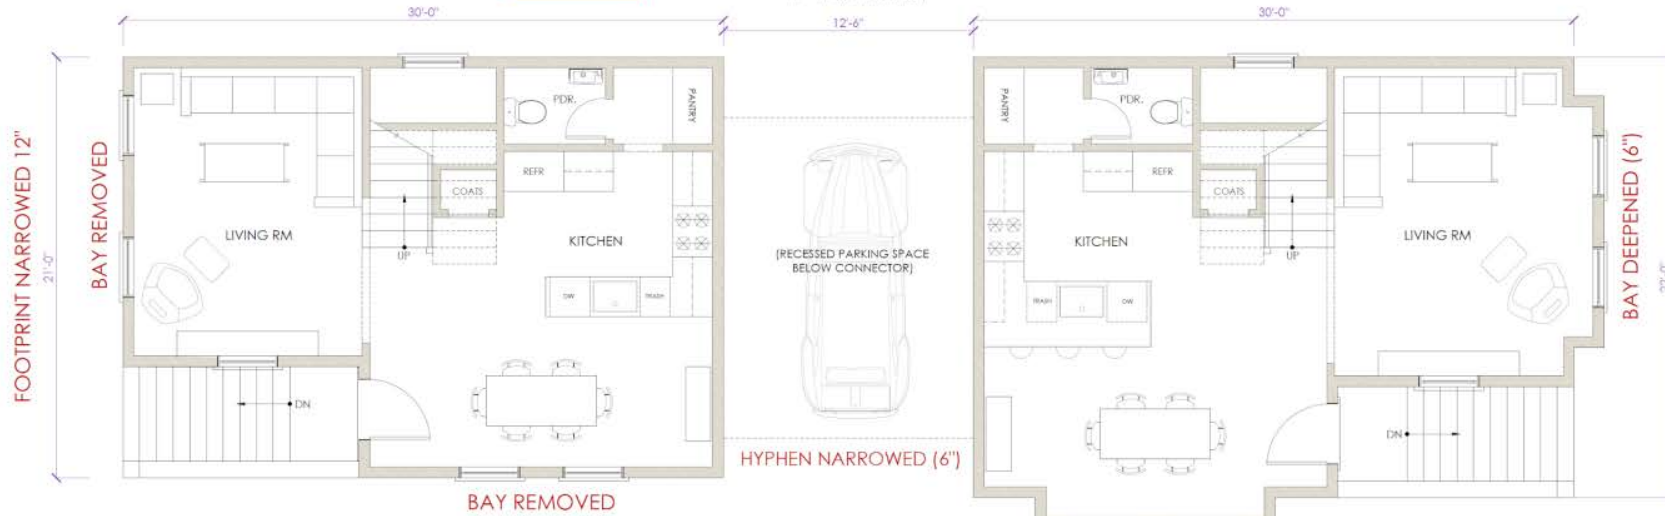 30'-0"
12'-6"
30'-0"
FOOTPRINT NARROWED 12"
21'-0"
BAY REMOVED
LIVING RM
UP
COATS
REFR
PDR.
PANTRY
KITCHEN
DW
TRASH
DN
BAY REMOVED
(RECESSED PARKING SPACE
BELOW CONNECTOR)
HYPHEN NARROWED (6")
PANTRY
PDR.
REFR
COATS
KITCHEN
TRASH
DW
UP
LIVING RM
DN
BAY DEEPENED (6")